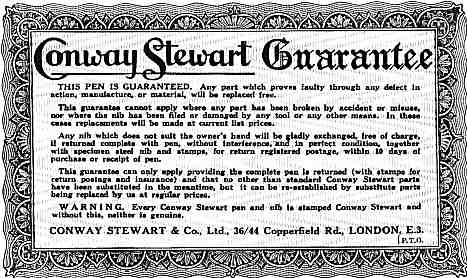 Conway Stewart Guarantee
THIS PEN IS GUARANTEED. Any part which proves faulty through any defect in
action, manufacture, or material, will be replaced free.
This guarantee cannot apply where any part has been broken by accident or misuse,
nor where the nib has been filed or damaged by any tool or any other means. In these
cases replacements will be made at current list prices.
Any nib which does not suit the owner's hand will be gladly exchanged, free of charge,
if returned complete with pen, without interference, and in perfect condition, together
with specimen steel nib and stamps, for return registered postage, within 10 days of
purchase or receipt of pen.
This guarantee can only apply providing the complete pen is returned (with stamps for
return postage and insurance) and that no other than standard Conway Stewart parts
have been substituted in the meantime, but it can be re-established by substitute parts
being replaced by us at regular prices.
WARNING. Every Conway Stewart pen and nib is stamped Conway Stewart and
without this, neither is genuine.
CONWAY STEWART & Co., Ltd., 36/44 Copperfield Rd., LONDON, E.3.
[P.T.O.